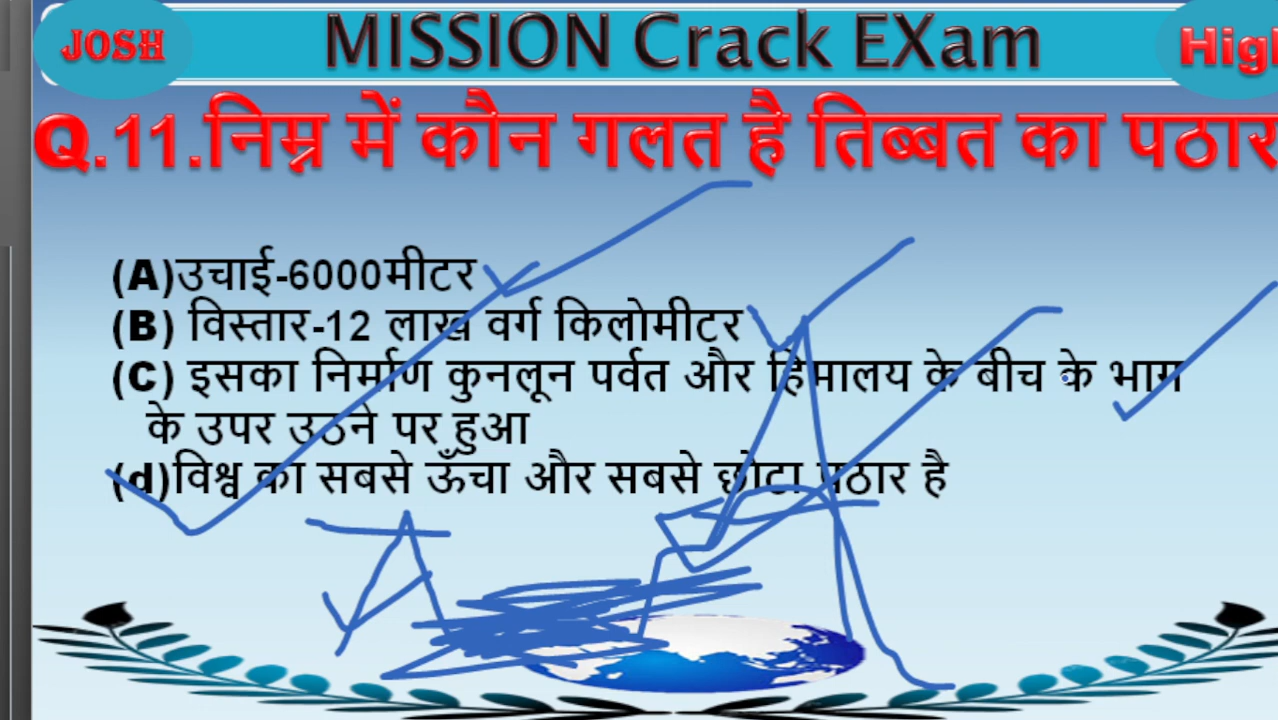 JOSH
MISSION Crack EXam
High
Q.11.निम्न में कौन गलत है तिब्बत का पठार
(A)उचाई-6000मीटर
(B) विस्तार-12 लाख वर्ग किलोमीटर
(C) इसका निर्माण कुनलून पर्वत और हिमालय के बीच के भाग
के उपर उठने पर हुआ
(d)विश्व का सबसे ऊँचा और सबसे छोटा पठार है